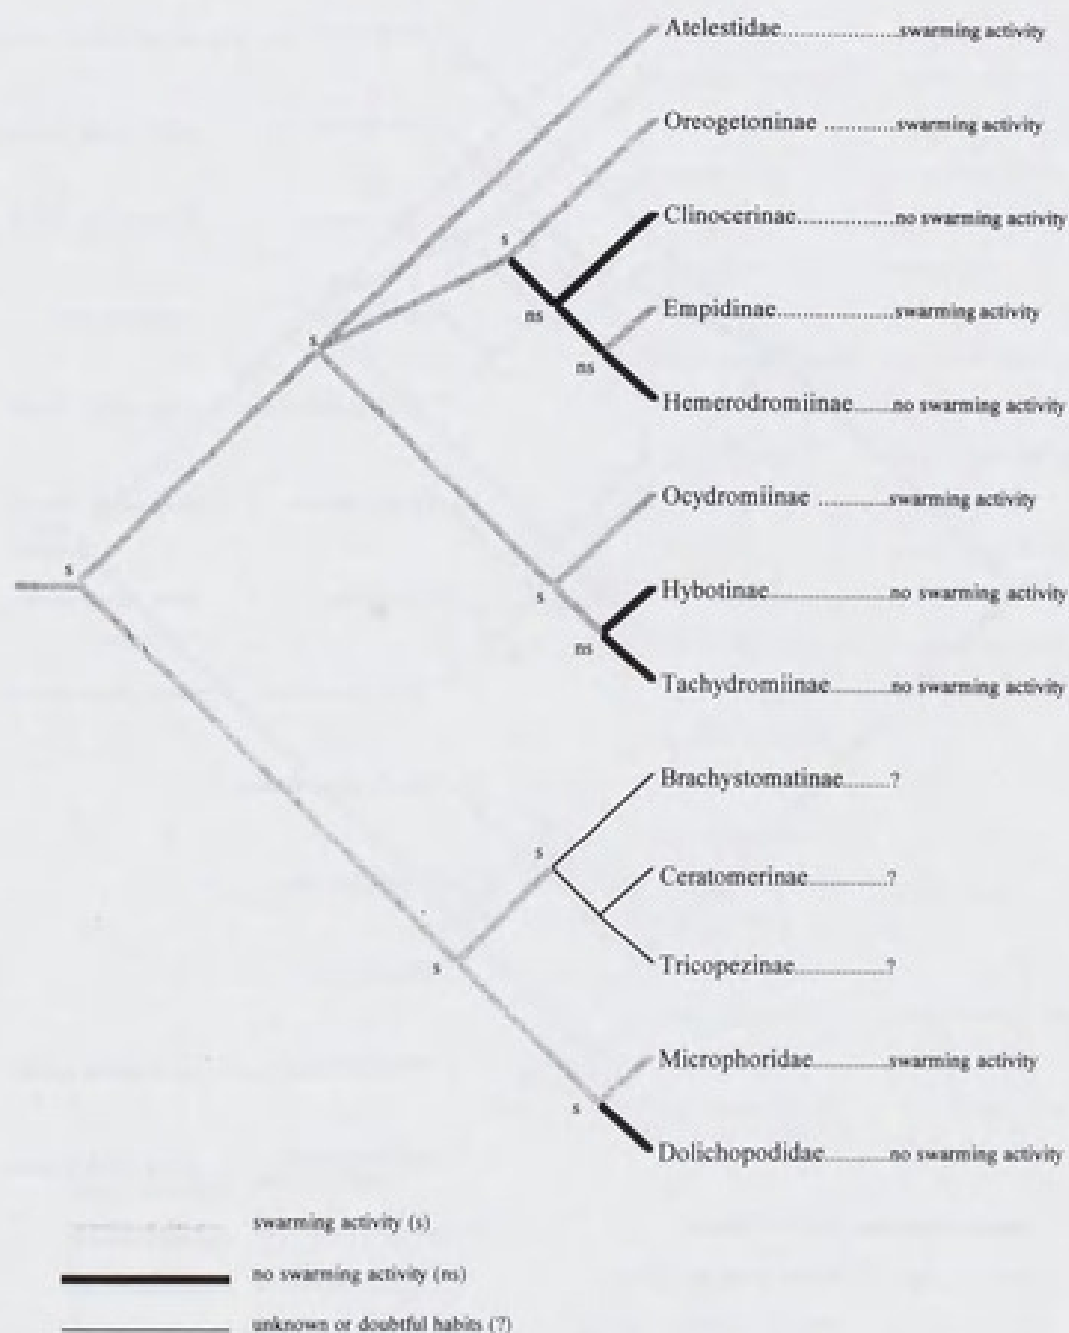 Atelestidae....................swarming activity
Oreogetoninae ............swarming activity
s
Clinocerinae.................no swarming activity
ns
Empidinae....................swarming activity
s
ns
Hemerodromiinae.......no swarming activity
Ocydromiinae ............swarming activity
s
s
Hybotinae.....................no swarming activity
ns
Tachydromiinae..........no swarming activity
Brachystomatinae........?
s
Ceratomerinae..............?
s
Tricopezinae................?
Microphoridae.............swarming activity
s
Dolichopodidae...........no swarming activity
swarming activity (s)
no swarming activity (ns)
unknown or doubtful habits (?)